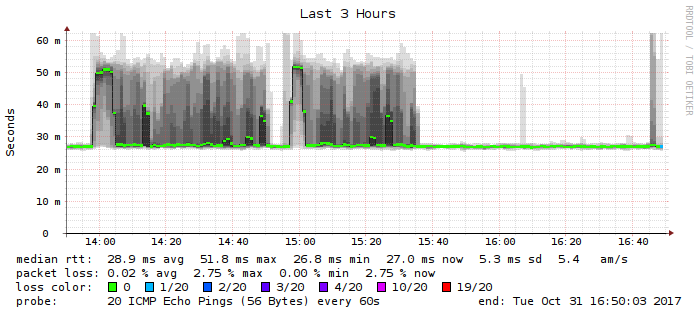 Last 3 Hours
RRDTOOL / TOBI OETIKER
Seconds
60 m
50 m
40 m
30 m
20 m
10 m
0
14:00 14:20 14:40 15:00 15:20 15:40 16:00 16:20 16:40
median rtt: 28.9 ms avg 51.8 ms max 26.8 ms min 27.0 ms now 5.3 ms sd 5.4 am/s
packet loss: 0.02 % avg 2.75 % max 0.00 % min 2.75 % now
loss color: 0 1/20 2/20 3/20 4/20 10/20 19/20
probe: 20 ICMP Echo Pings (56 Bytes) every 60s end: Tue Oct 31 16:50:03 2017